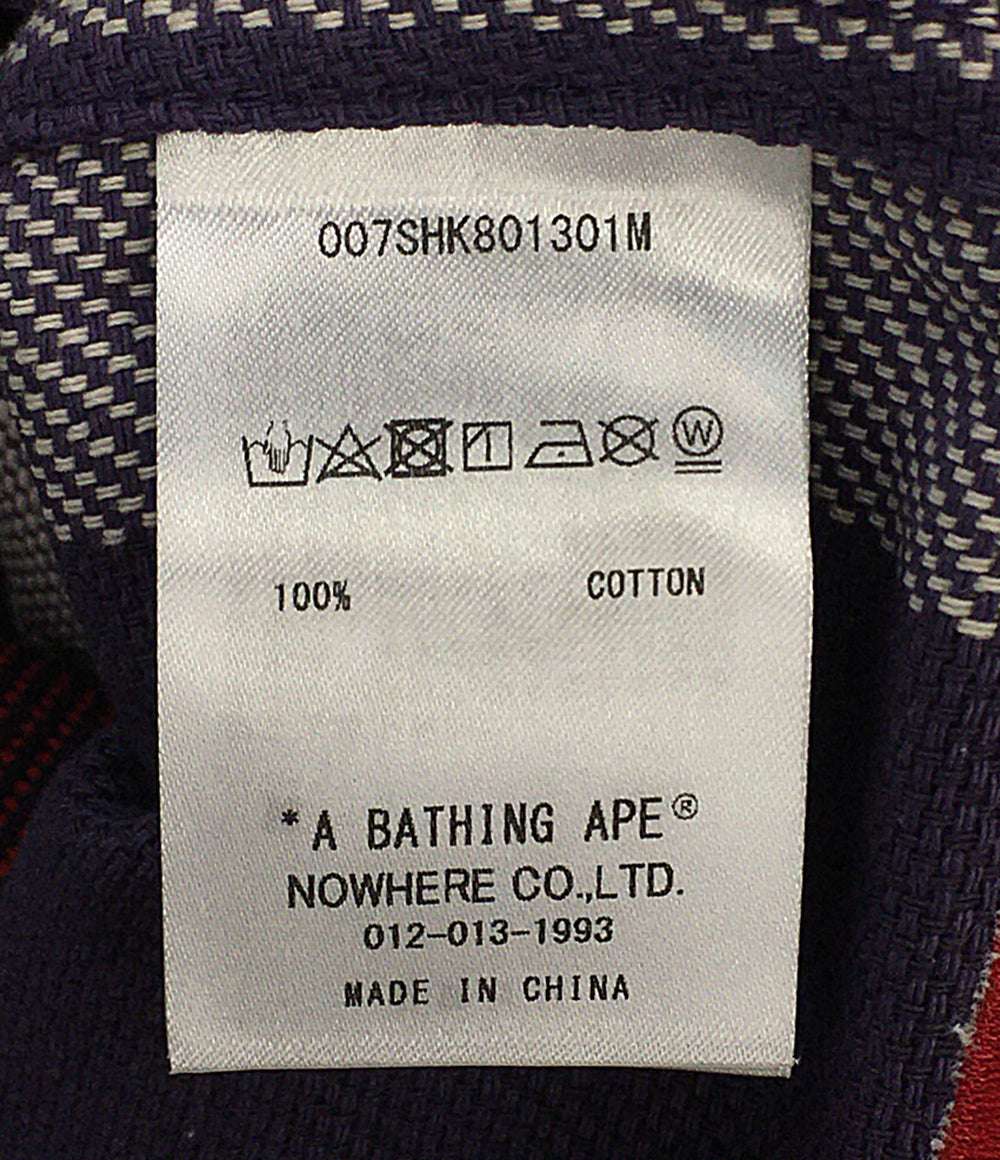 007SHK801301M
W
100% COTTON
*A BATHING APE®
NOWHERE CO.,LTD.
012-013-1993
MADE IN CHINA